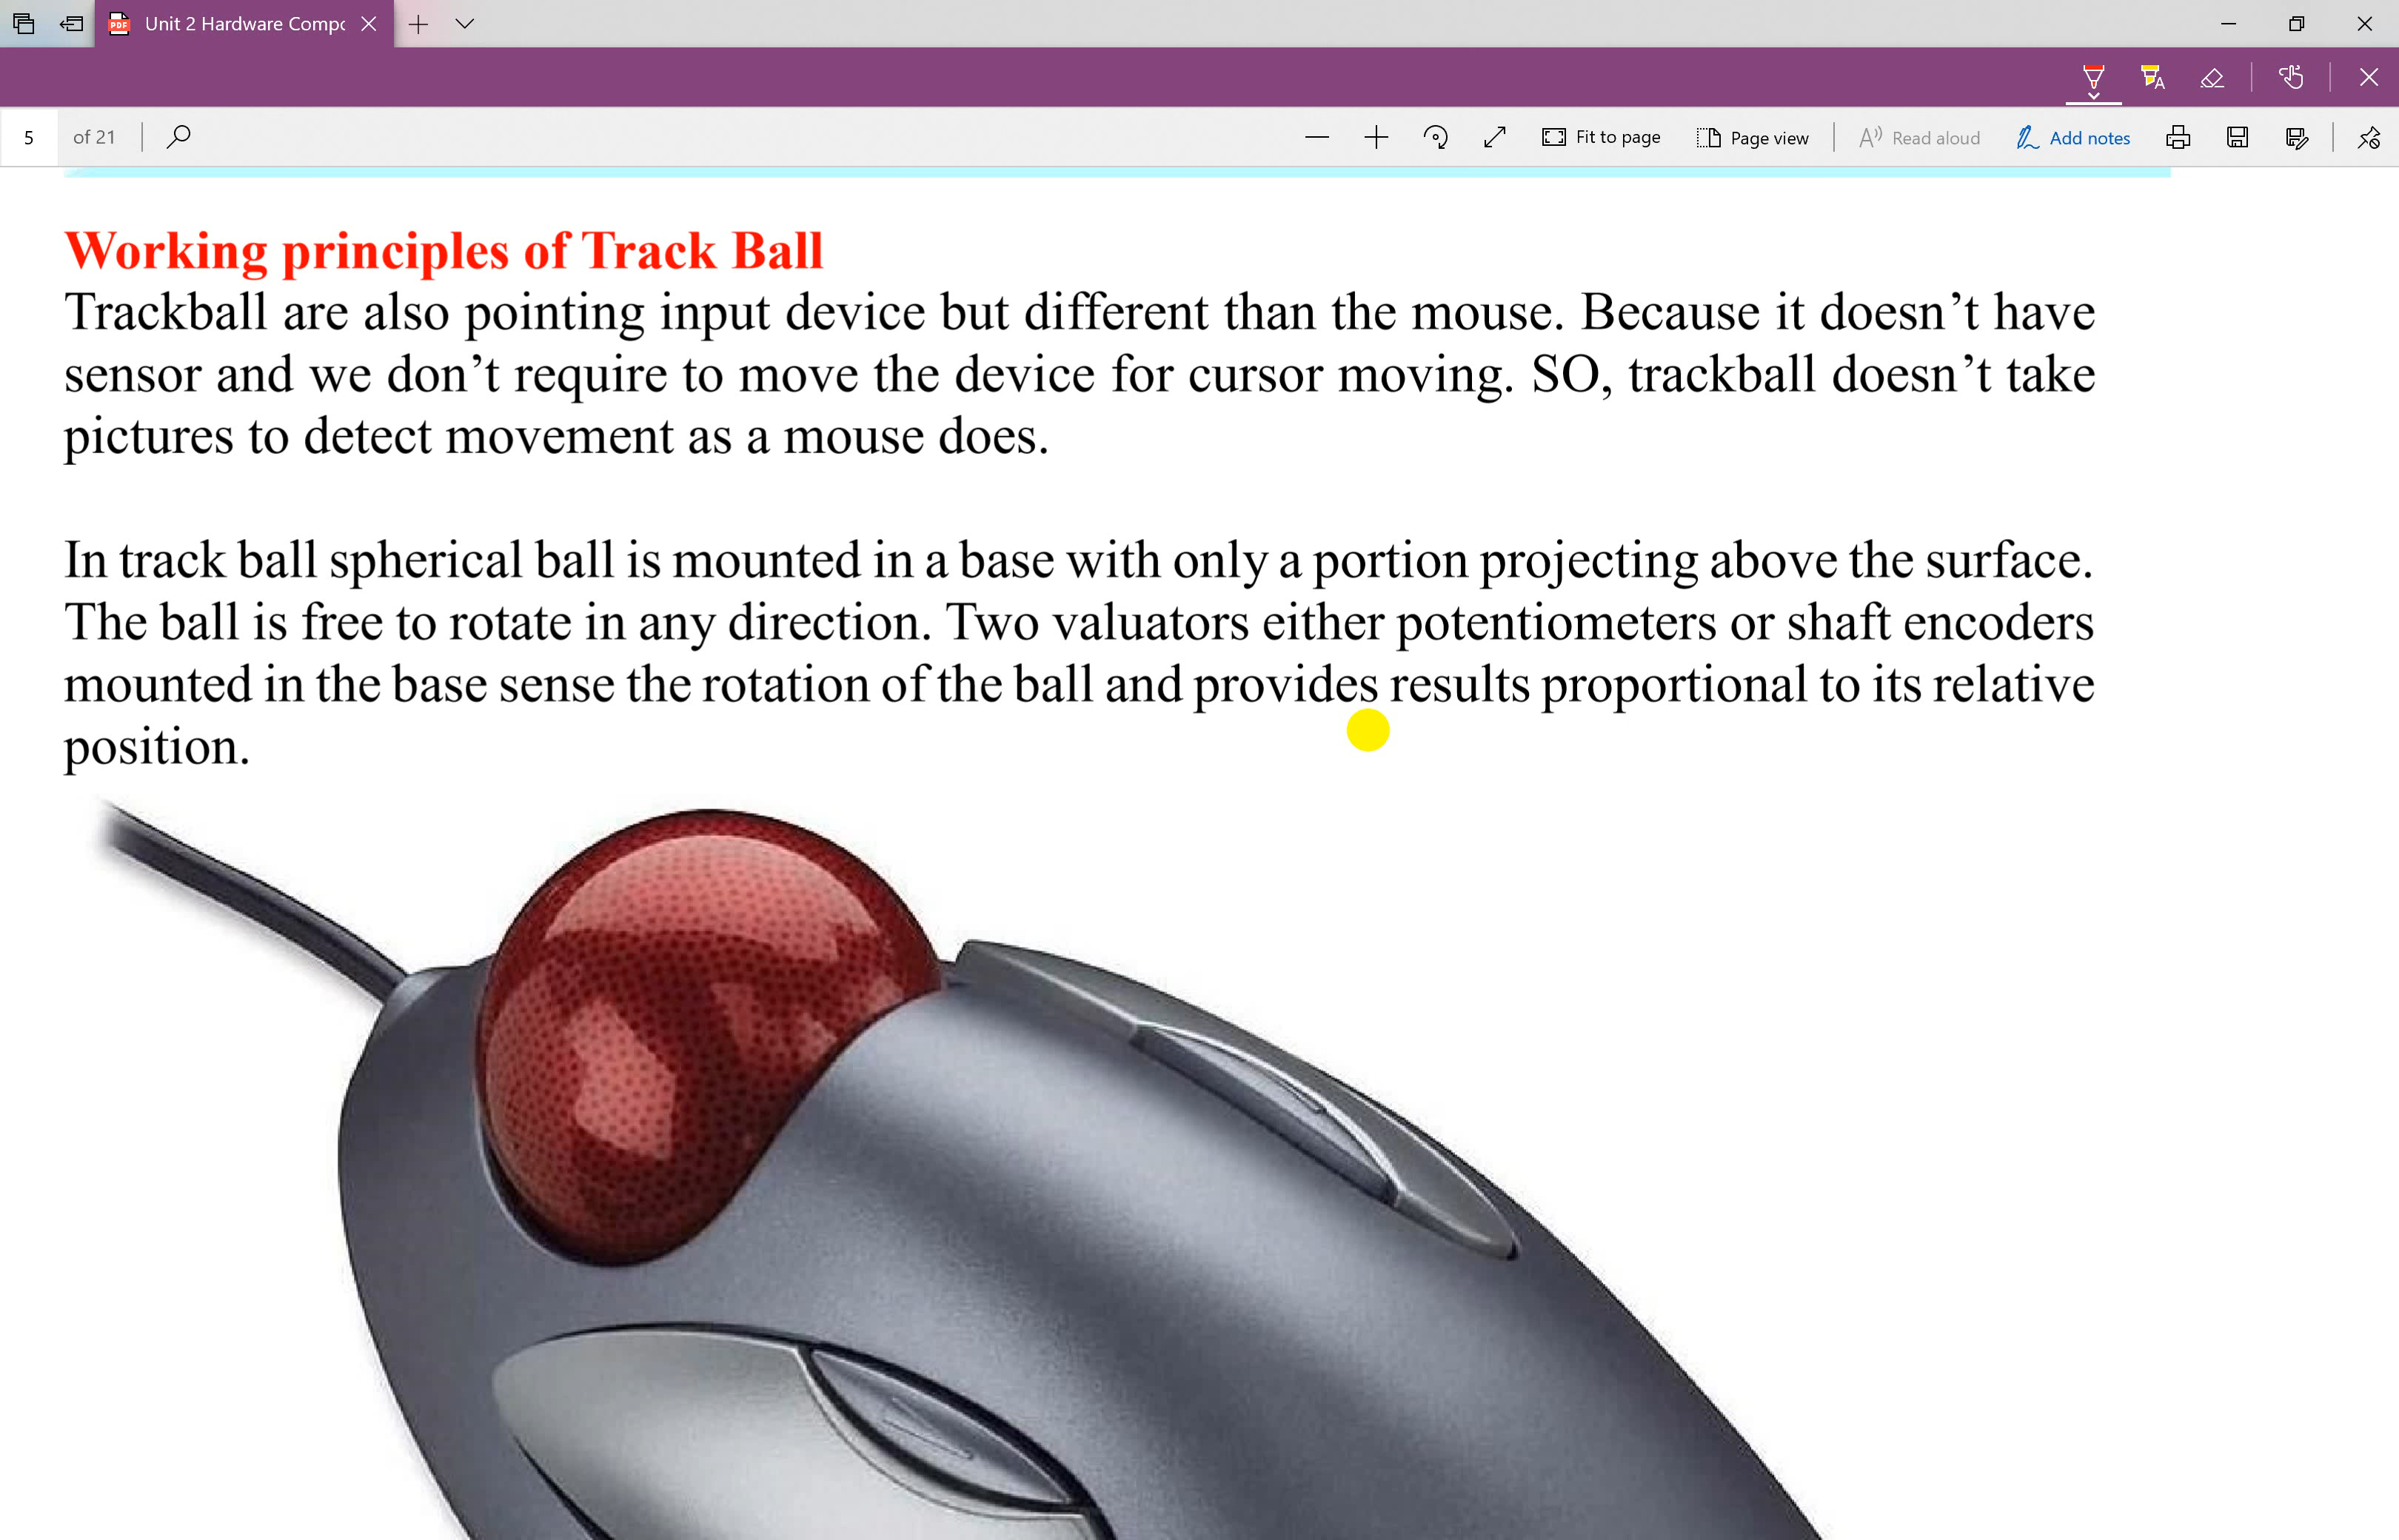 Unit 2 Hardware Compo
5 of 21
Fit to page
Page view
Read aloud
Add notes
Working principles of Track Ball
Trackball are also pointing input device but different than the mouse. Because it doesn’t have
sensor and we don’t require to move the device for cursor moving. SO, trackball doesn’t take
pictures to detect movement as a mouse does.
In track ball spherical ball is mounted in a base with only a portion projecting above the surface.
The ball is free to rotate in any direction. Two valuators either potentiometers or shaft encoders
mounted in the base sense the rotation of the ball and provides results proportional to its relative
position.